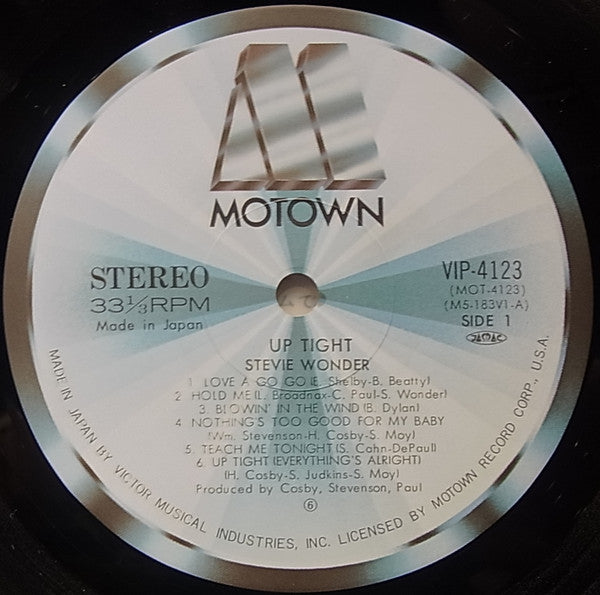 MOTOWN
STEREO
33⅓RPM
Made in Japan
VIP-4123
(MOT-4123)
(M5-183V1-A)
SIDE 1
JASRAC
UP TIGHT
STEVIE WONDER
1. LOVE A GO GO(E. Shelby-B. Beatty)
2. HOLD ME(L. Broadnax-C. Paul-S. Wonder)
3. BLOWIN' IN THE WIND(B. Dylan)
4. NOTHING'S TOO GOOD FOR MY BABY
(Wm. Stevenson-H. Cosby-S. Moy)
5. TEACH ME TONIGHT(S. Cahn-DePaul)
6. UP TIGHT(EVERYTHING'S ALRIGHT)
(H. Cosby-S. Judkins-S. Moy)
Produced by Cosby, Stevenson, Paul
⑥
MADE IN JAPAN BY VICTOR MUSICAL INDUSTRIES, INC. LICENSED BY MOTOWN RECORD CORP., U.S.A.